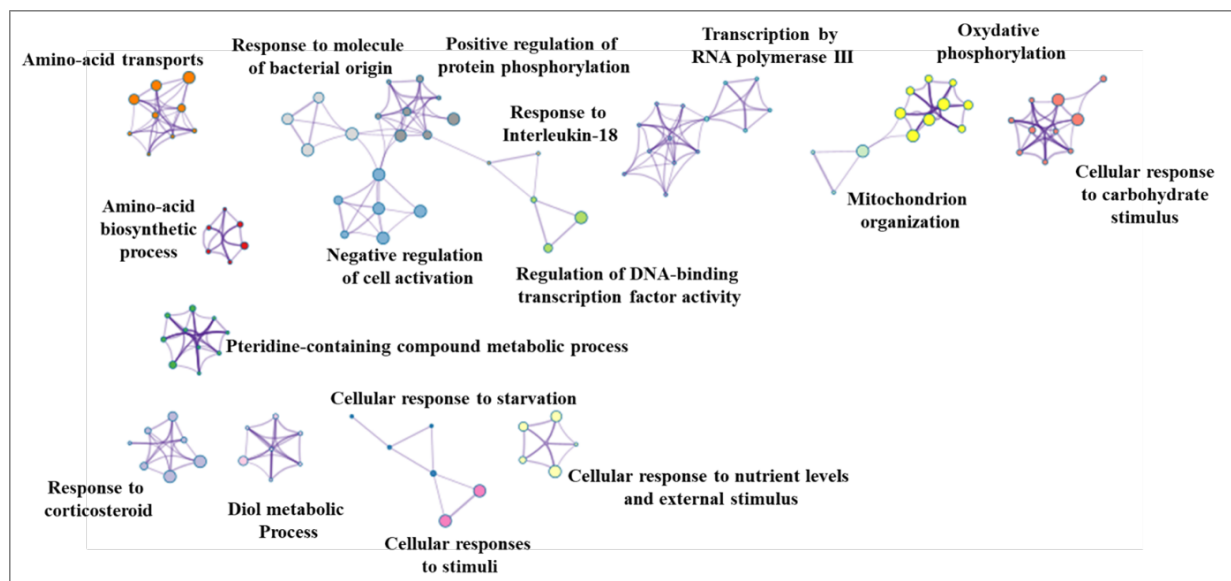 Amino-acid transports
Response to molecule
of bacterial origin
Positive regulation of
protein phosphorylation
Transcription by
RNA polymerase III
Oxydative
phosphorylation
Response to
Interleukin-18
Cellular response
to carbohydrate
stimulus
Mitochondrion
organization
Amino-acid
biosynthetic
process
Negative regulation
of cell activation
Regulation of DNA-binding
transcription factor activity
Pteridine-containing compound metabolic process
Cellular response to starvation
Cellular response to nutrient levels
and external stimulus
Response to
corticosteroid
Diol metabolic
Process
Cellular responses
to stimuli